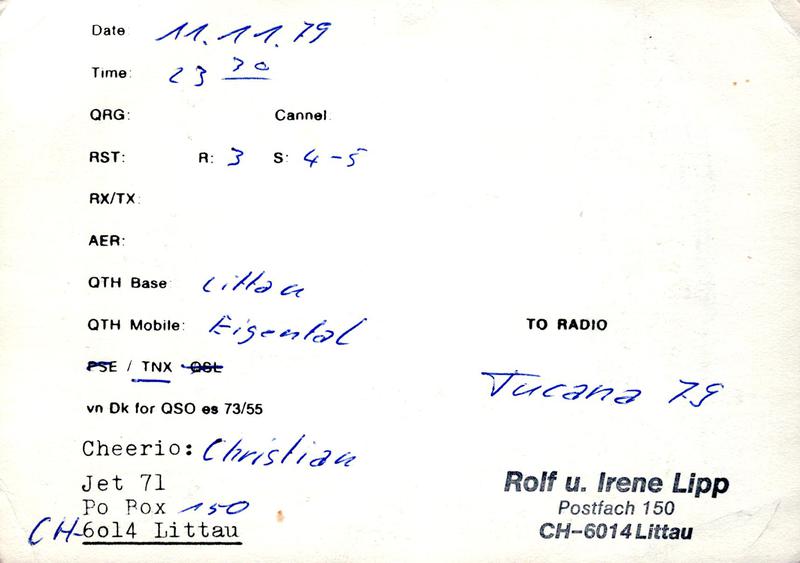 Date: 11.11.79
Time: 23 30
QRG: Cannel:
RST: R: 3 S: 4-5
RX/TX:
AER:
QTH Base: Littau
QTH Mobile: Eigental
PSE / TNX QSL
vn Dk for QSO es 73/55
Cheerio: Christian
Jet 71
Po Box 150
CH-6o14 Littau
TO RADIO
Tucana 79
Rolf u. Irene Lipp
Postfach 150
CH-6014 Littau